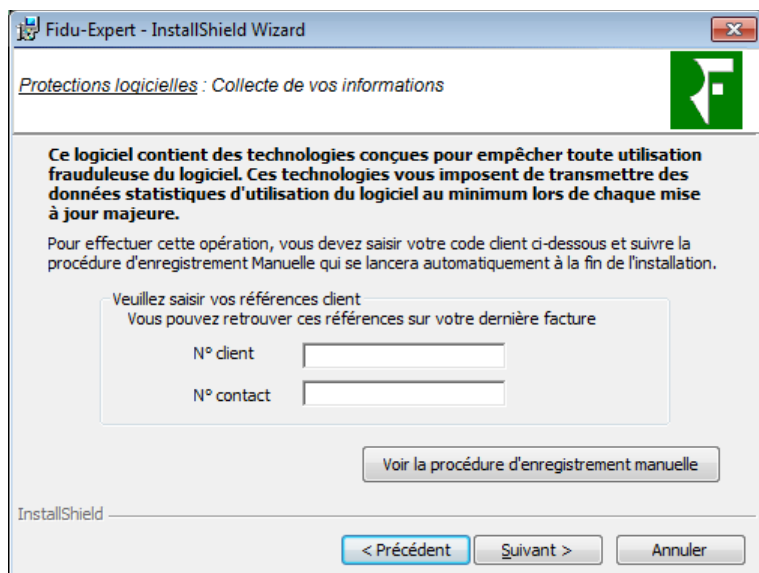 Fidu-Expert - InstallShield Wizard
Protections logicielles : Collecte de vos informations
Ce logiciel contient des technologies conçues pour empêcher toute utilisation
frauduleuse du logiciel. Ces technologies vous imposent de transmettre des
données statistiques d'utilisation du logiciel au minimum lors de chaque mise
à jour majeure.
Pour effectuer cette opération, vous devez saisir votre code client ci-dessous et suivre la
procédure d'enregistrement Manuelle qui se lancera automatiquement à la fin de l'installation.
Veuillez saisir vos références client
Vous pouvez retrouver ces références sur votre dernière facture
N° client
N° contact
Voir la procédure d'enregistrement manuelle
InstallShield
< Précédent
Suivant >
Annuler